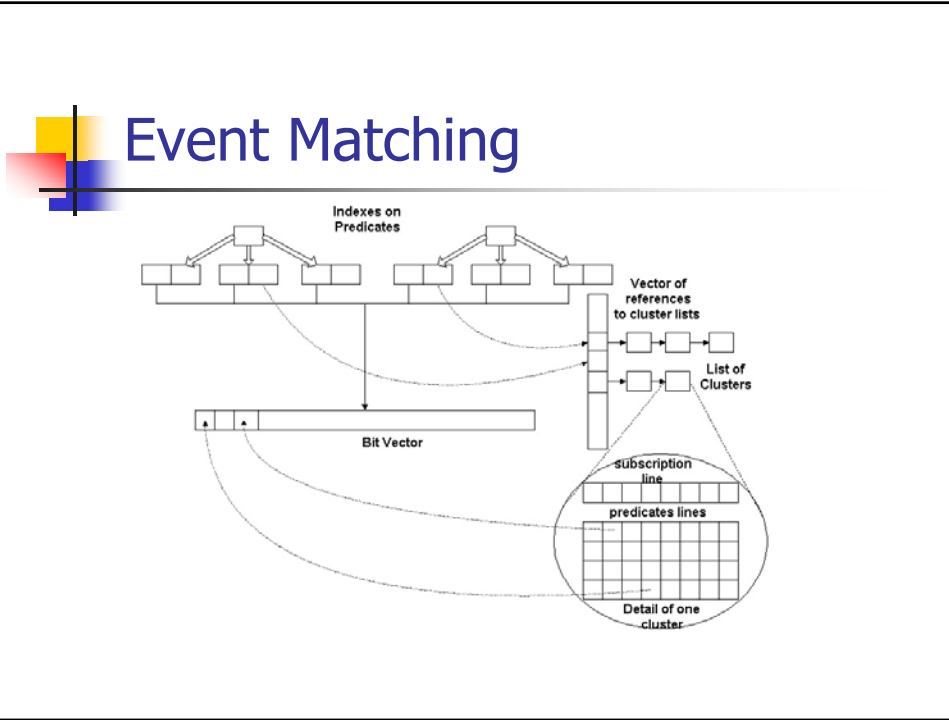 Event Matching
Indexes on
Predicates
Vector of
references
to cluster lists
List of
Clusters
Bit Vector
subscription
line
predicates lines
Detail of one
cluster